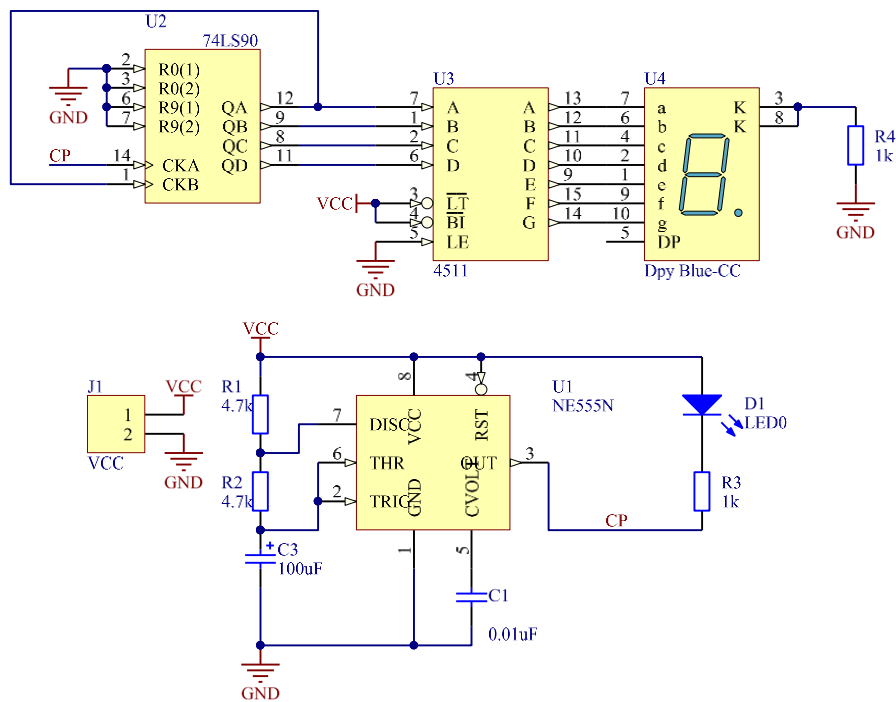 U2
74LS90
2 R0(1)
3 R0(2)
6 R9(1)
7 R9(2)
GND
CP 14 CKA
1 CKB
QA 12
QB 9
QC 8
QD 11
U3
7 A A 13
1 B B 12
2 C C 11
6 D D 10
E 9
VCC 3 LT F 15
4 BI G 14
5 LE
GND
4511
U4
7 a K 3
6 b K 8
4 c
2 d
1 e
9 f
10 g
5 DP
Dpy Blue-CC
R4
1k
GND
VCC
J1
VCC
1
2
VCC
GND
R1
4.7k
R2
4.7k
C3
+
100uF
GND
U1
NE555N
8 VCC
4 RST
7 DISC
6 THR
2 TRIG
OUT 3
GND 1
CVOLT 5
C1
0.01uF
D1
LED0
R3
1k
CP